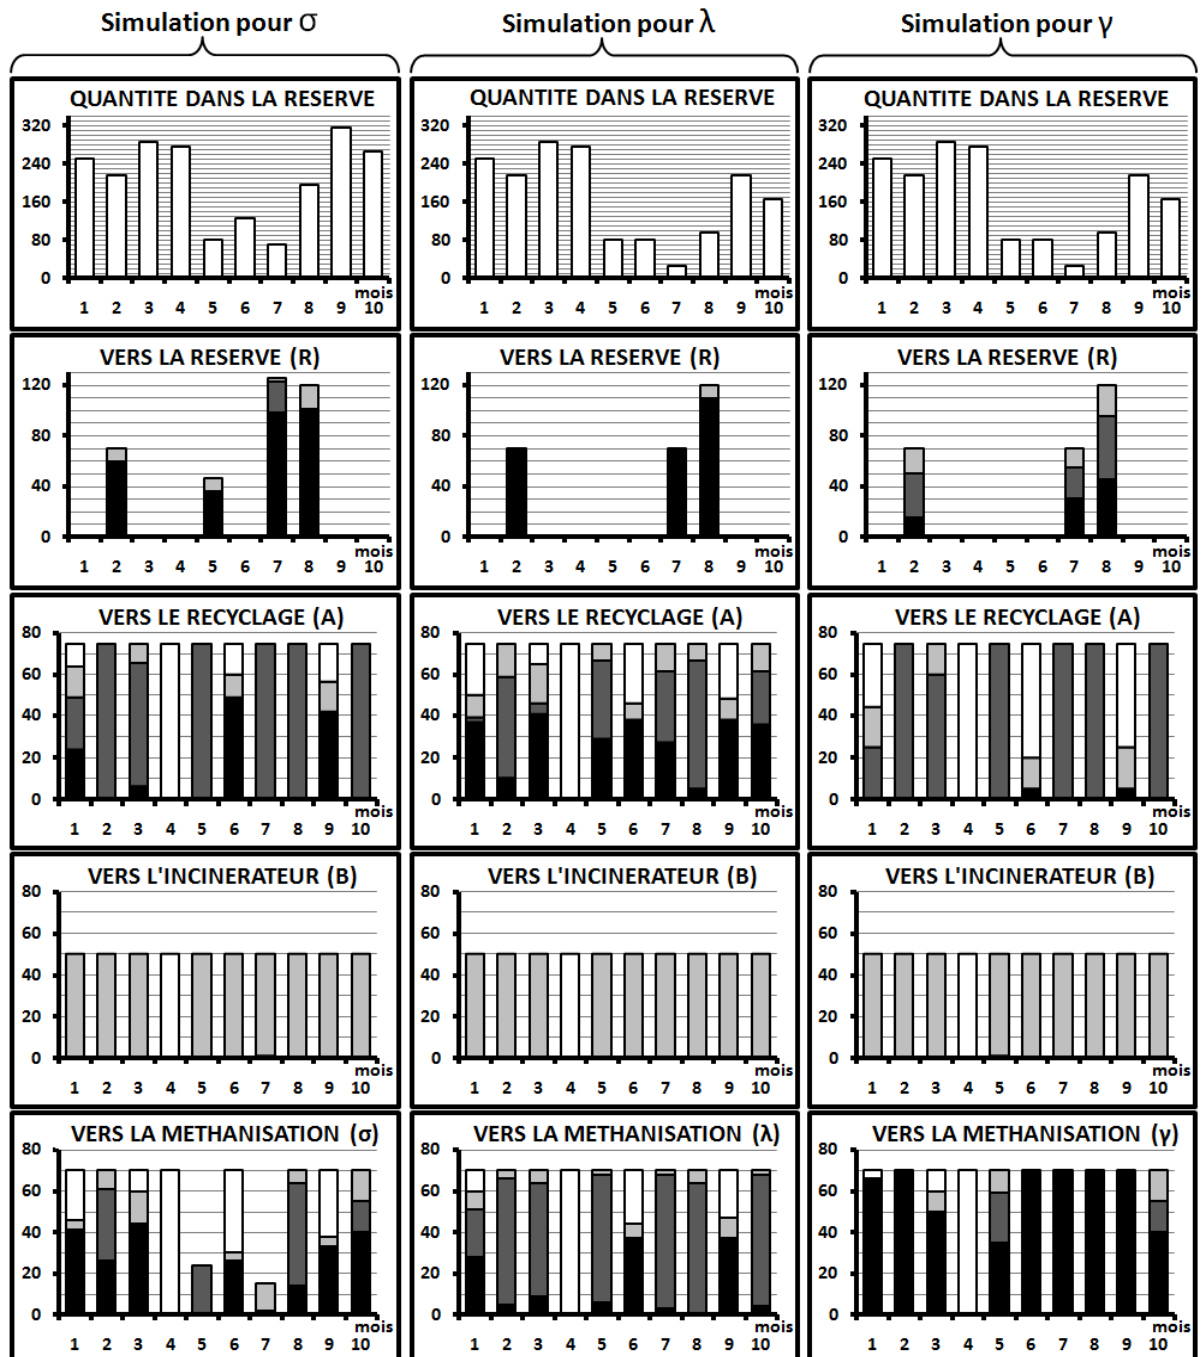 Simulation pour σ
Simulation pour λ
Simulation pour γ
QUANTITE DANS LA RESERVE
320
240
160
80
0
1 2 3 4 5 6 7 8 9 10
mois
QUANTITE DANS LA RESERVE
320
240
160
80
0
1 2 3 4 5 6 7 8 9 10
mois
QUANTITE DANS LA RESERVE
320
240
160
80
0
1 2 3 4 5 6 7 8 9 10
mois
VERS LA RESERVE (R)
120
80
40
0
1 2 3 4 5 6 7 8 9 10
mois
VERS LA RESERVE (R)
120
80
40
0
1 2 3 4 5 6 7 8 9 10
mois
VERS LA RESERVE (R)
120
80
40
0
1 2 3 4 5 6 7 8 9 10
mois
VERS LE RECYCLAGE (A)
80
60
40
20
0
1 2 3 4 5 6 7 8 9 10
mois
VERS LE RECYCLAGE (A)
80
60
40
20
0
1 2 3 4 5 6 7 8 9 10
mois
VERS LE RECYCLAGE (A)
80
60
40
20
0
1 2 3 4 5 6 7 8 9 10
mois
VERS L'INCINERATEUR (B)
80
60
40
20
0
1 2 3 4 5 6 7 8 9 10
mois
VERS L'INCINERATEUR (B)
80
60
40
20
0
1 2 3 4 5 6 7 8 9 10
mois
VERS L'INCINERATEUR (B)
80
60
40
20
0
1 2 3 4 5 6 7 8 9 10
mois
VERS LA METHANISATION (σ)
80
60
40
20
0
1 2 3 4 5 6 7 8 9 10
mois
VERS LA METHANISATION (λ)
80
60
40
20
0
1 2 3 4 5 6 7 8 9 10
mois
VERS LA METHANISATION (γ)
80
60
40
20
0
1 2 3 4 5 6 7 8 9 10
mois